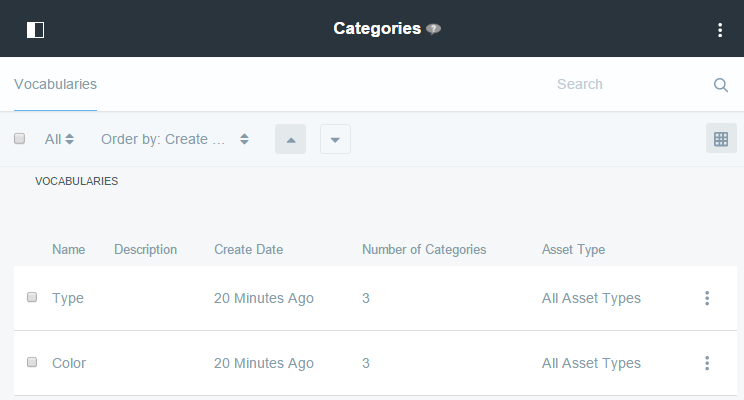 Categories
Vocabularies Search
All Order by: Create ...
VOCABULARIES
Name Description Create Date Number of Categories Asset Type
Type 20 Minutes Ago 3 All Asset Types
Color 20 Minutes Ago 3 All Asset Types